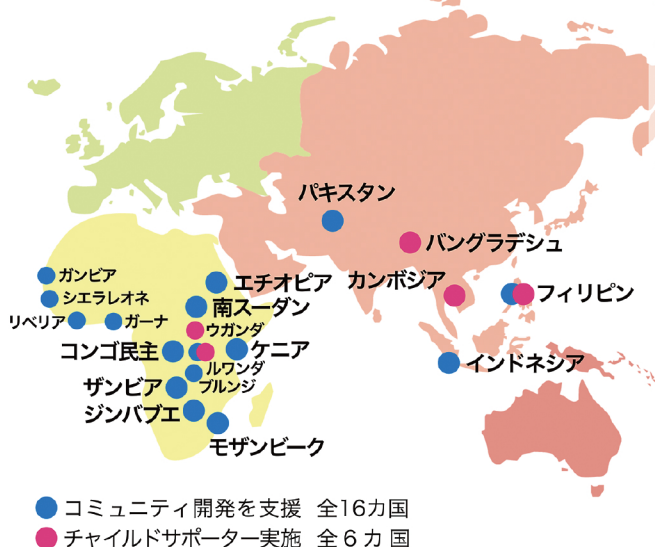 パキスタン
バングラデシュ
ガンビア
エチオピア
カンボジア
フィリピン
シエラレオネ
南スーダン
リベリア
ガーナ
ウガンダ
コンゴ民主
ケニア
インドネシア
ルワンダ
ザンビア
ブルンジ
ジンバブエ
モザンビーク
コミュニティ開発を支援 全16カ国
チャイルドサポーター実施 全6カ国